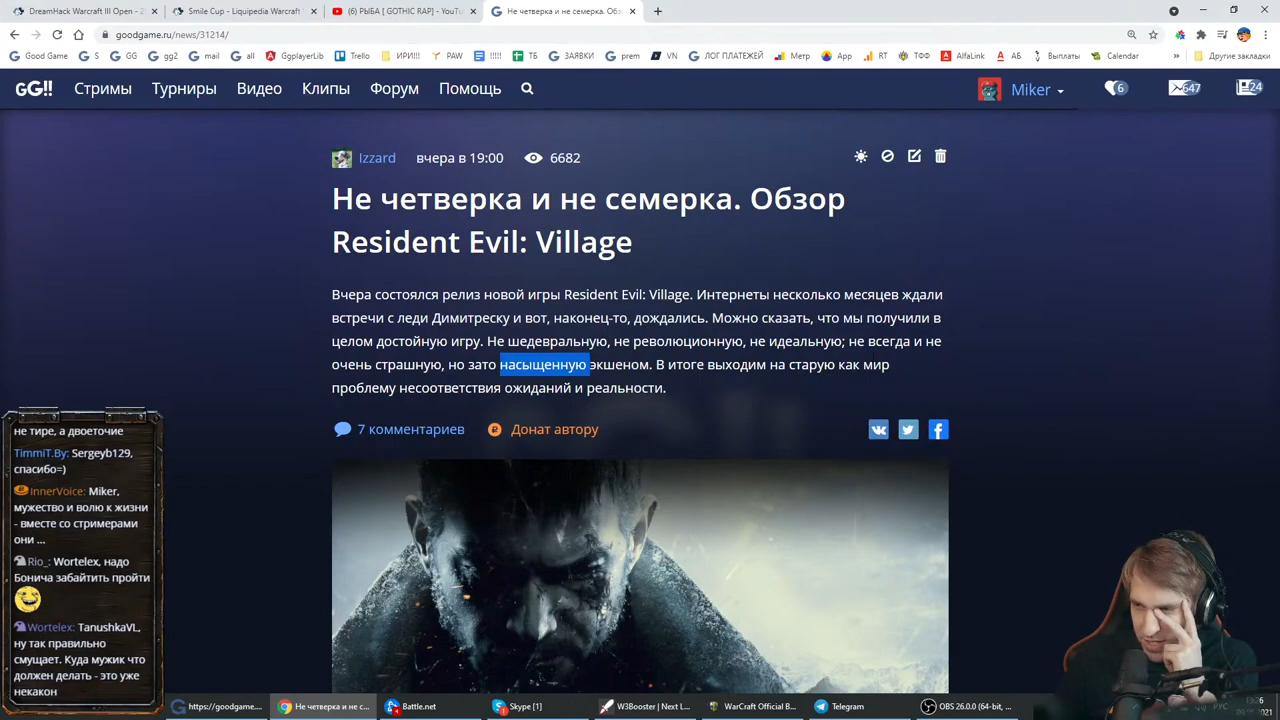 DreamHack Warcraft III Open - 2
Smile Cup - Liquipedia Warcraft
(6) РЫБА [ GOTHIC RAP] - YouTu
Не четверка и не семерка. Обзо
goodgame.ru/news/31214/
Good Game
S
GG
gg2
mail
all
GgplayerLib
Trello
ИРИ!!!
PAW
!!!!!
ТБ
ЗАЯВКИ
prem
VN
ЛОГ ПЛАТЕЖЕЙ
Метр
App
RT
ТФФ
AlfaLink
АБ
Выплаты
Calendar
»
Другие закладки
GG!!
Стримы
Турниры
Видео
Клипы
Форум
Помощь
Miker
6
647
24
Izzard вчера в 19:00 6682
Не четверка и не семерка. Обзор
Resident Evil: Village
Вчера состоялся релиз новой игры Resident Evil: Village. Интернеты несколько месяцев ждали
встречи с леди Димитреску и вот, наконец-то, дождались. Можно сказать, что мы получили в
целом достойную игру. Не шедевральную, не революционную, не идеальную; не всегда и не
очень страшную, но зато насыщенную экшеном. В итоге выходим на старую как мир
проблему несоответствия ожиданий и реальности.
7 комментариев
Донат автору
не тире, а двоеточие
TimmiT.By: Sergeyb129,
спасибо=)
InnerVoice: Miker,
мужество и волю к жизни
- вместе со стримерами
они ...
Rio_: Wortelex, надо
Бонича забайтить пройти
Wortelex: TanushkaVL,
ну так правильно
смущает. Куда мужик что
должен делать - это уже
некакон
https://goodgame....
Не четверка и не с...
Battle.net
Skype [1]
W3Booster | Next L...
WarCraft Official B...
Telegram
OBS 26.0.0 (64-bit, ...
РУС